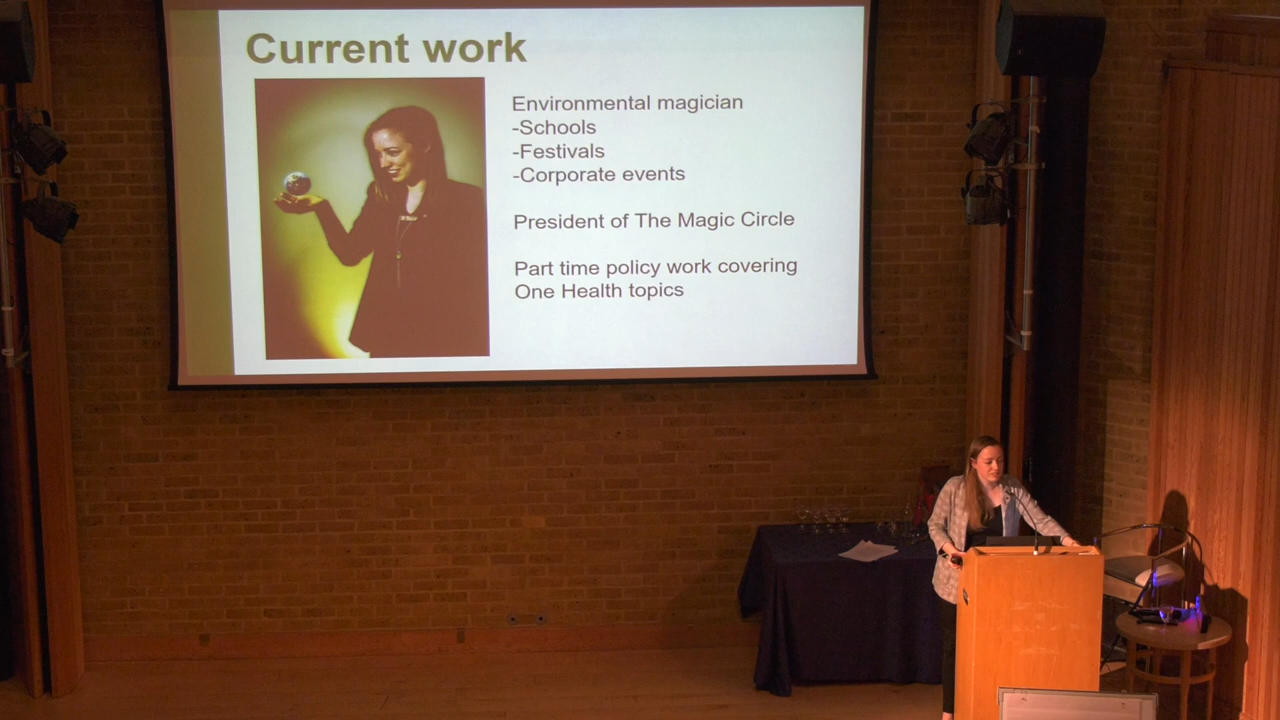 Current work
Environmental magician
-Schools
-Festivals
-Corporate events
President of The Magic Circle
Part time policy work covering
One Health topics